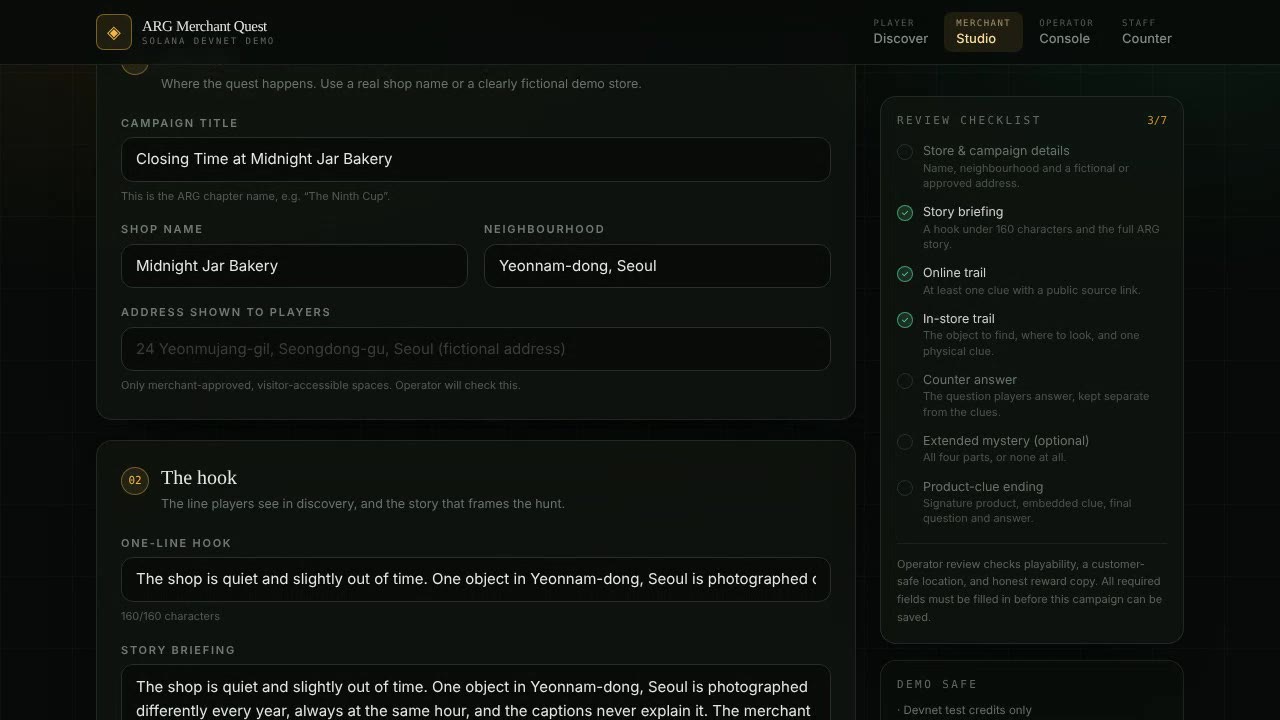 ARG Merchant Quest
SOLANA DEVNET DEMO
PLAYER
Discover
MERCHANT
Studio
OPERATOR
Console
STAFF
Counter
Where the quest happens. Use a real shop name or a clearly fictional demo store.
CAMPAIGN TITLE
Closing Time at Midnight Jar Bakery
This is the ARG chapter name, e.g. “The Ninth Cup”.
SHOP NAME
Midnight Jar Bakery
NEIGHBOURHOOD
Yeonnam-dong, Seoul
ADDRESS SHOWN TO PLAYERS
24 Yeonmujang-gil, Seongdong-gu, Seoul (fictional address)
Only merchant-approved, visitor-accessible spaces. Operator will check this.
02
The hook
The line players see in discovery, and the story that frames the hunt.
ONE-LINE HOOK
The shop is quiet and slightly out of time. One object in Yeonnam-dong, Seoul is photographed
160/160 characters
STORY BRIEFING
The shop is quiet and slightly out of time. One object in Yeonnam-dong, Seoul is photographed
differently every year, always at the same hour, and the captions never explain it. The merchant
REVIEW CHECKLIST
3/7
Store & campaign details
Name, neighbourhood and a fictional or
approved address.
Story briefing
A hook under 160 characters and the full ARG
story.
Online trail
At least one clue with a public source link.
In-store trail
The object to find, where to look, and one
physical clue.
Counter answer
The question players answer, kept separate
from the clues.
Extended mystery (optional)
All four parts, or none at all.
Product-clue ending
Signature product, embedded clue, final
question and answer.
Operator review checks playability, a customer-
safe location, and honest reward copy. All required
fields must be filled in before this campaign can be
saved.
DEMO SAFE
· Devnet test credits only